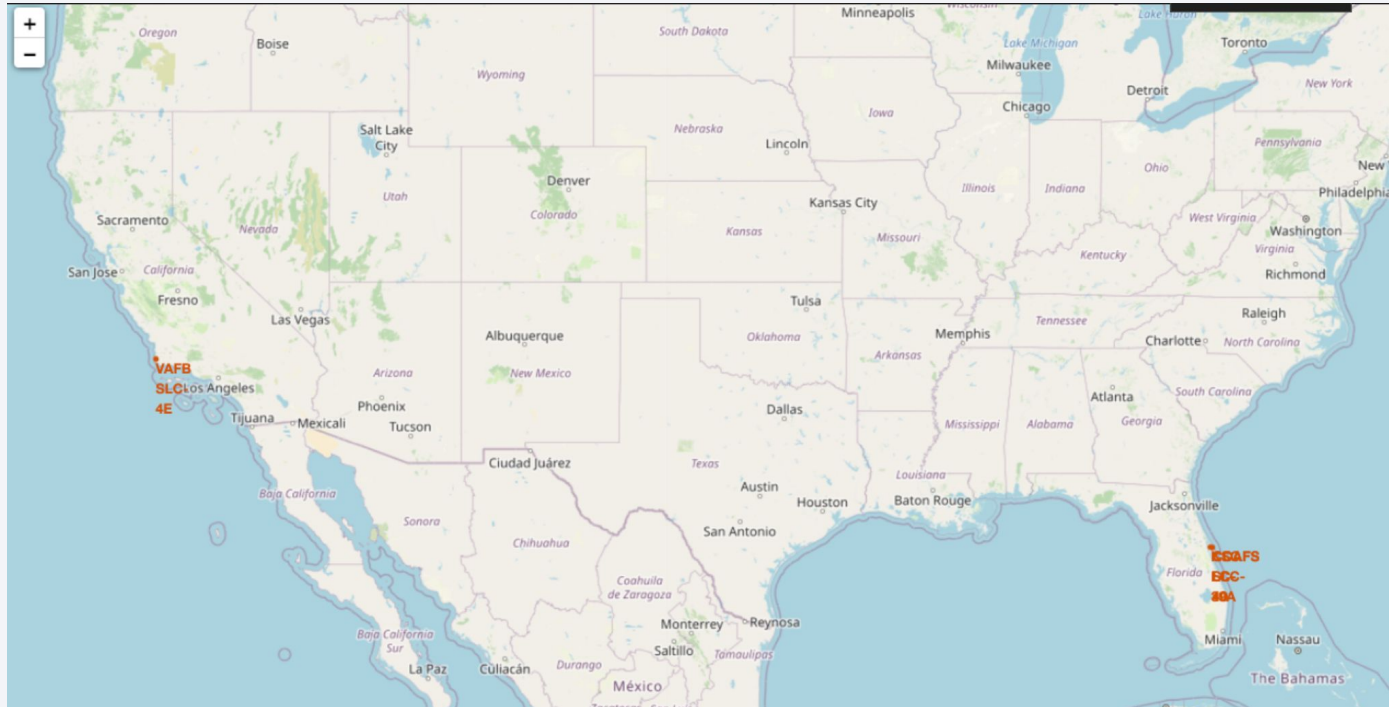 +
−
Oregon
Boise
South Dakota
Minneapolis
Wisconsin
Lake Huron
Toronto
Lake Michigan
Milwaukee
Wyoming
Detroit
New York
Chicago
Iowa
Salt Lake
City
Nebraska
Lincoln
Pennsylvania
Ohio
New
Denver
Utah
Illinois
Indiana
Philadelphia
Kansas City
Colorado
Sacramento
Nevada
Kansas
Missouri
West Virginia
Washington
Virginia
Kentucky
San Jose
California
Richmond
Fresno
Las Vegas
Tulsa
Raleigh
Tennessee
Albuquerque
Oklahoma
Memphis
Charlotte
North Carolina
Arkansas
VAFB
SLC-
4E
Los Angeles
Arizona
New Mexico
South Carolina
Phoenix
Atlanta
Dallas
Tijuana
Mexicali
Tucson
Mississippi
Alabama
Georgia
Ciudad Juárez
Texas
Louisiana
Austin
Baja California
Houston
Baton Rouge
Jacksonville
Sonora
San Antonio
Chihuahua
Florida
Coahuila
de Zaragoza
Monterrey
Reynosa
Baja California
Sur
Saltillo
Tamaulipas
Miami
Nassau
La Paz
Culiacán
Durango
México
The Bahamas